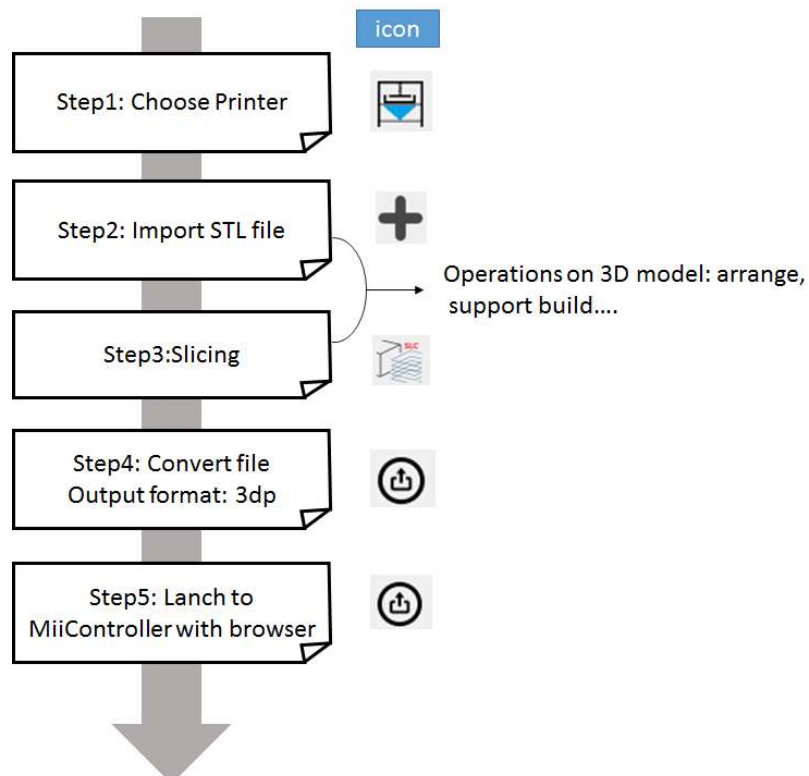 icon
Step1: Choose Printer
Step2: Import STL file
Operations on 3D model: arrange,
support build....
SLC
Step3:Slicing
Step4: Convert file
Output format: 3dp
Step5: Lanch to
MiiController with browser